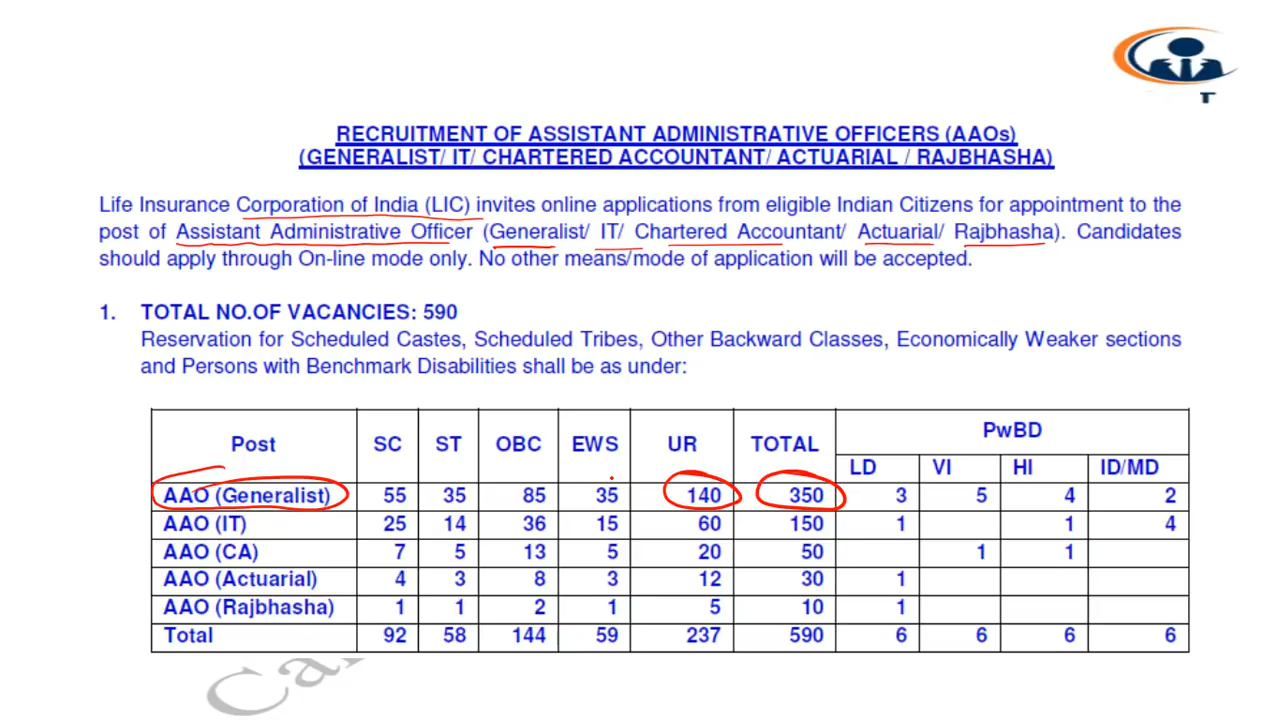 RECRUITMENT OF ASSISTANT ADMINISTRATIVE OFFICERS (AAOs)
(GENERALIST/ IT/ CHARTERED ACCOUNTANT/ ACTUARIAL / RAJBHASHA)
Life Insurance Corporation of India (LIC) invites online applications from eligible Indian Citizens for appointment to the
post of Assistant Administrative Officer (Generalist/ IT/ Chartered Accountant/ Actuarial/ Rajbhasha). Candidates
should apply through On-line mode only. No other means/mode of application will be accepted.
1. TOTAL NO.OF VACANCIES: 590
Reservation for Scheduled Castes, Scheduled Tribes, Other Backward Classes, Economically Weaker sections
and Persons with Benchmark Disabilities shall be as under:
Post SC ST OBC EWS UR TOTAL PwBD
LD VI HI ID/MD
AAO (Generalist) 55 35 85 35 140 350 3 5 4 2
AAO (IT) 25 14 36 15 60 150 1 1 4
AAO (CA) 7 5 13 5 20 50 1 1
AAO (Actuarial) 4 3 8 3 12 30 1
AAO (Rajbhasha) 1 1 2 1 5 10 1
Total 92 58 144 59 237 590 6 6 6 6